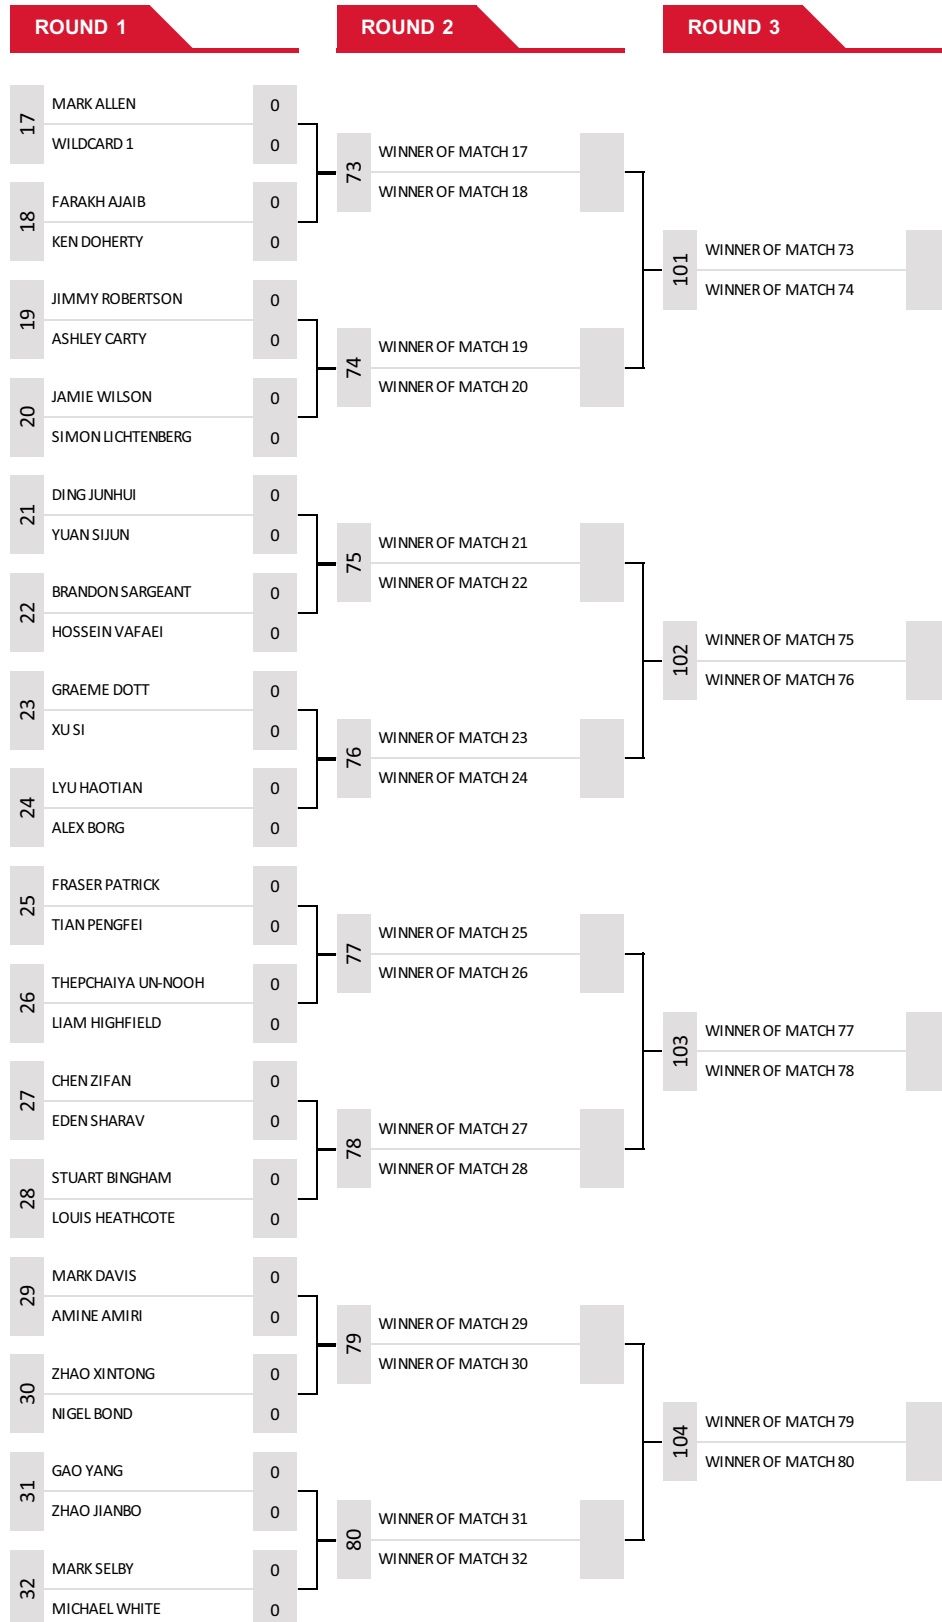 ROUND 1
ROUND 2
ROUND 3
17
MARK ALLEN 0
WILDCARD 1 0
18
FARAKH AJAIB 0
KEN DOHERTY 0
19
JIMMY ROBERTSON 0
ASHLEY CARTY 0
20
JAMIE WILSON 0
SIMON LICHTENBERG 0
21
DING JUNHUI 0
YUAN SIJUN 0
22
BRANDON SARGEANT 0
HOSSEIN VAFAEI 0
23
GRAEME DOTT 0
XU SI 0
24
LYU HAOTIAN 0
ALEX BORG 0
25
FRASER PATRICK 0
TIAN PENGFEI 0
26
THEPCHAIYA UN-NOOH 0
LIAM HIGHFIELD 0
27
CHEN ZIFAN 0
EDEN SHARAV 0
28
STUART BINGHAM 0
LOUIS HEATHCOTE 0
29
MARK DAVIS 0
AMINE AMIRI 0
30
ZHAO XINTONG 0
NIGEL BOND 0
31
GAO YANG 0
ZHAO JIANBO 0
32
MARK SELBY 0
MICHAEL WHITE 0
73
WINNER OF MATCH 17
WINNER OF MATCH 18
74
WINNER OF MATCH 19
WINNER OF MATCH 20
75
WINNER OF MATCH 21
WINNER OF MATCH 22
76
WINNER OF MATCH 23
WINNER OF MATCH 24
77
WINNER OF MATCH 25
WINNER OF MATCH 26
78
WINNER OF MATCH 27
WINNER OF MATCH 28
79
WINNER OF MATCH 29
WINNER OF MATCH 30
80
WINNER OF MATCH 31
WINNER OF MATCH 32
101
WINNER OF MATCH 73
WINNER OF MATCH 74
102
WINNER OF MATCH 75
WINNER OF MATCH 76
103
WINNER OF MATCH 77
WINNER OF MATCH 78
104
WINNER OF MATCH 79
WINNER OF MATCH 80